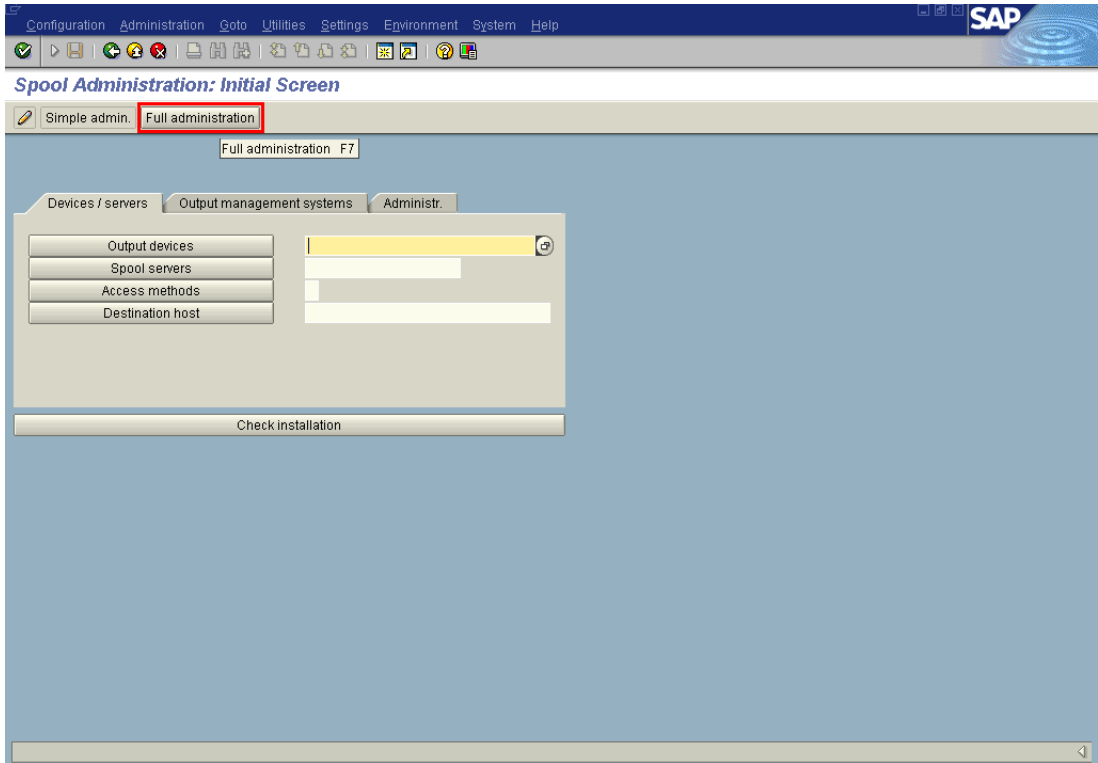 Configuration Administration Goto Utilities Settings Environment System Help
SAP
Spool Administration: Initial Screen
Simple admin. Full administration
Full administration F7
Devices / servers Output management systems Administr.
Output devices
Spool servers
Access methods
Destination host
Check installation